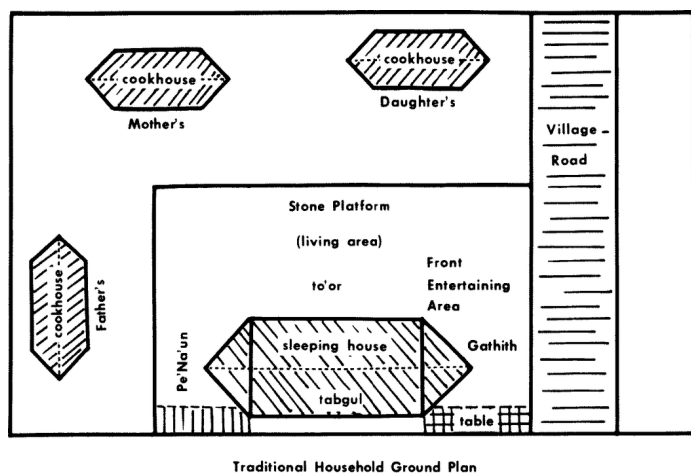 cookhouse
Mother's
cookhouse
Daughter's
Village
Road
Stone Platform
(living area)
to'or
Front
Entertaining
Area
cookhouse
Father's
Pe'Na'un
sleeping house
tabgul
Gathith
table
Traditional Household Ground Plan